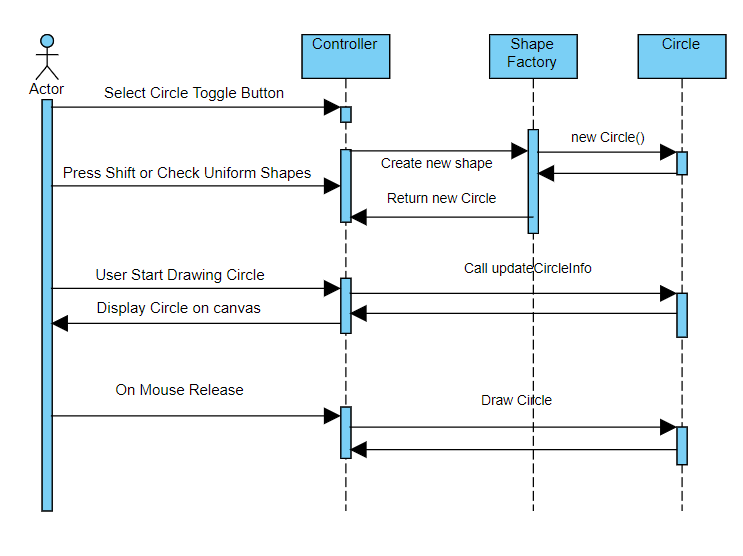 Controller
Shape
Factory
Circle
Actor
Select Circle Toggle Button
new Circle()
Create new shape
Press Shift or Check Uniform Shapes
Return new Circle
Call updateCircleInfo
User Start Drawing Circle
Display Circle on canvas
On Mouse Release
Draw Circle